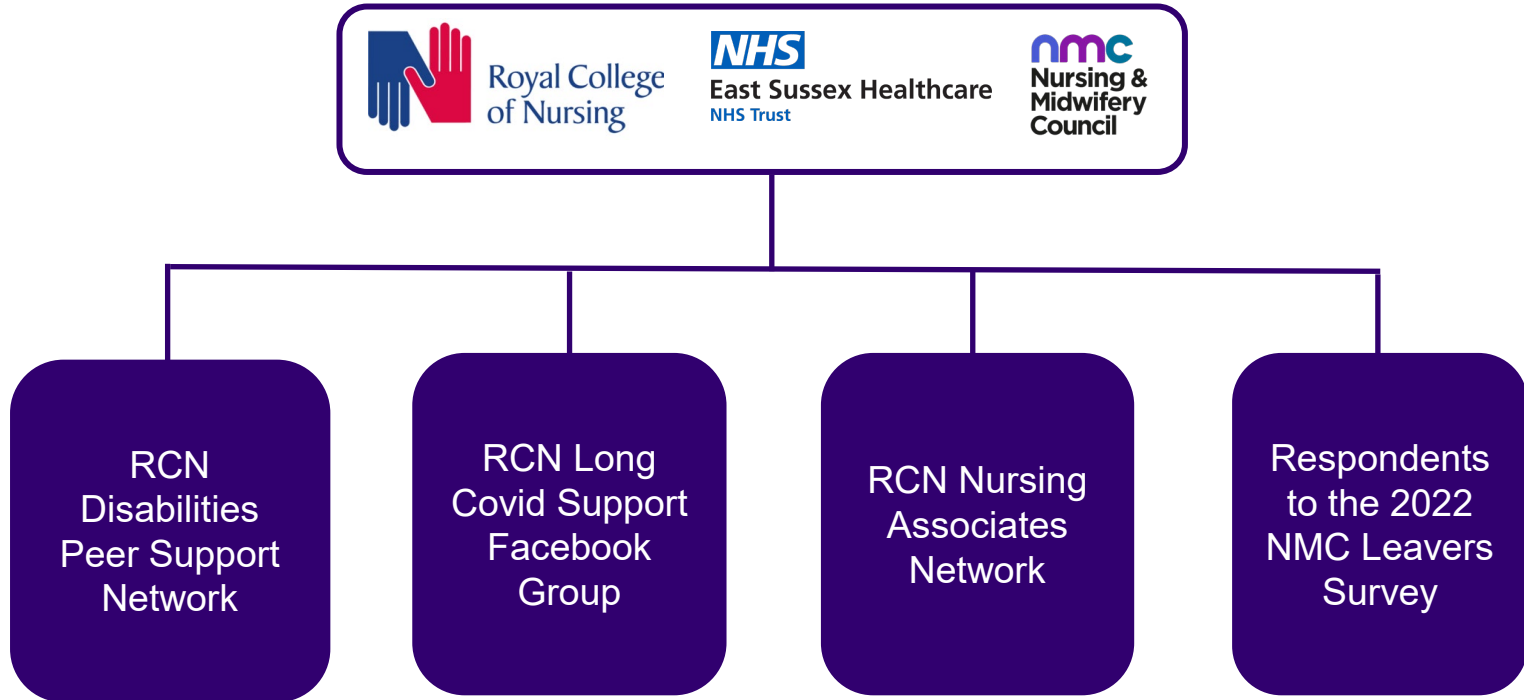 Royal College
of Nursing
NHS
East Sussex Healthcare
NHS Trust
nmc
Nursing &
Midwifery
Council
RCN
Disabilities
Peer Support
Network
RCN Long
Covid Support
Facebook
Group
RCN Nursing
Associates
Network
Respondents
to the 2022
NMC Leavers
Survey